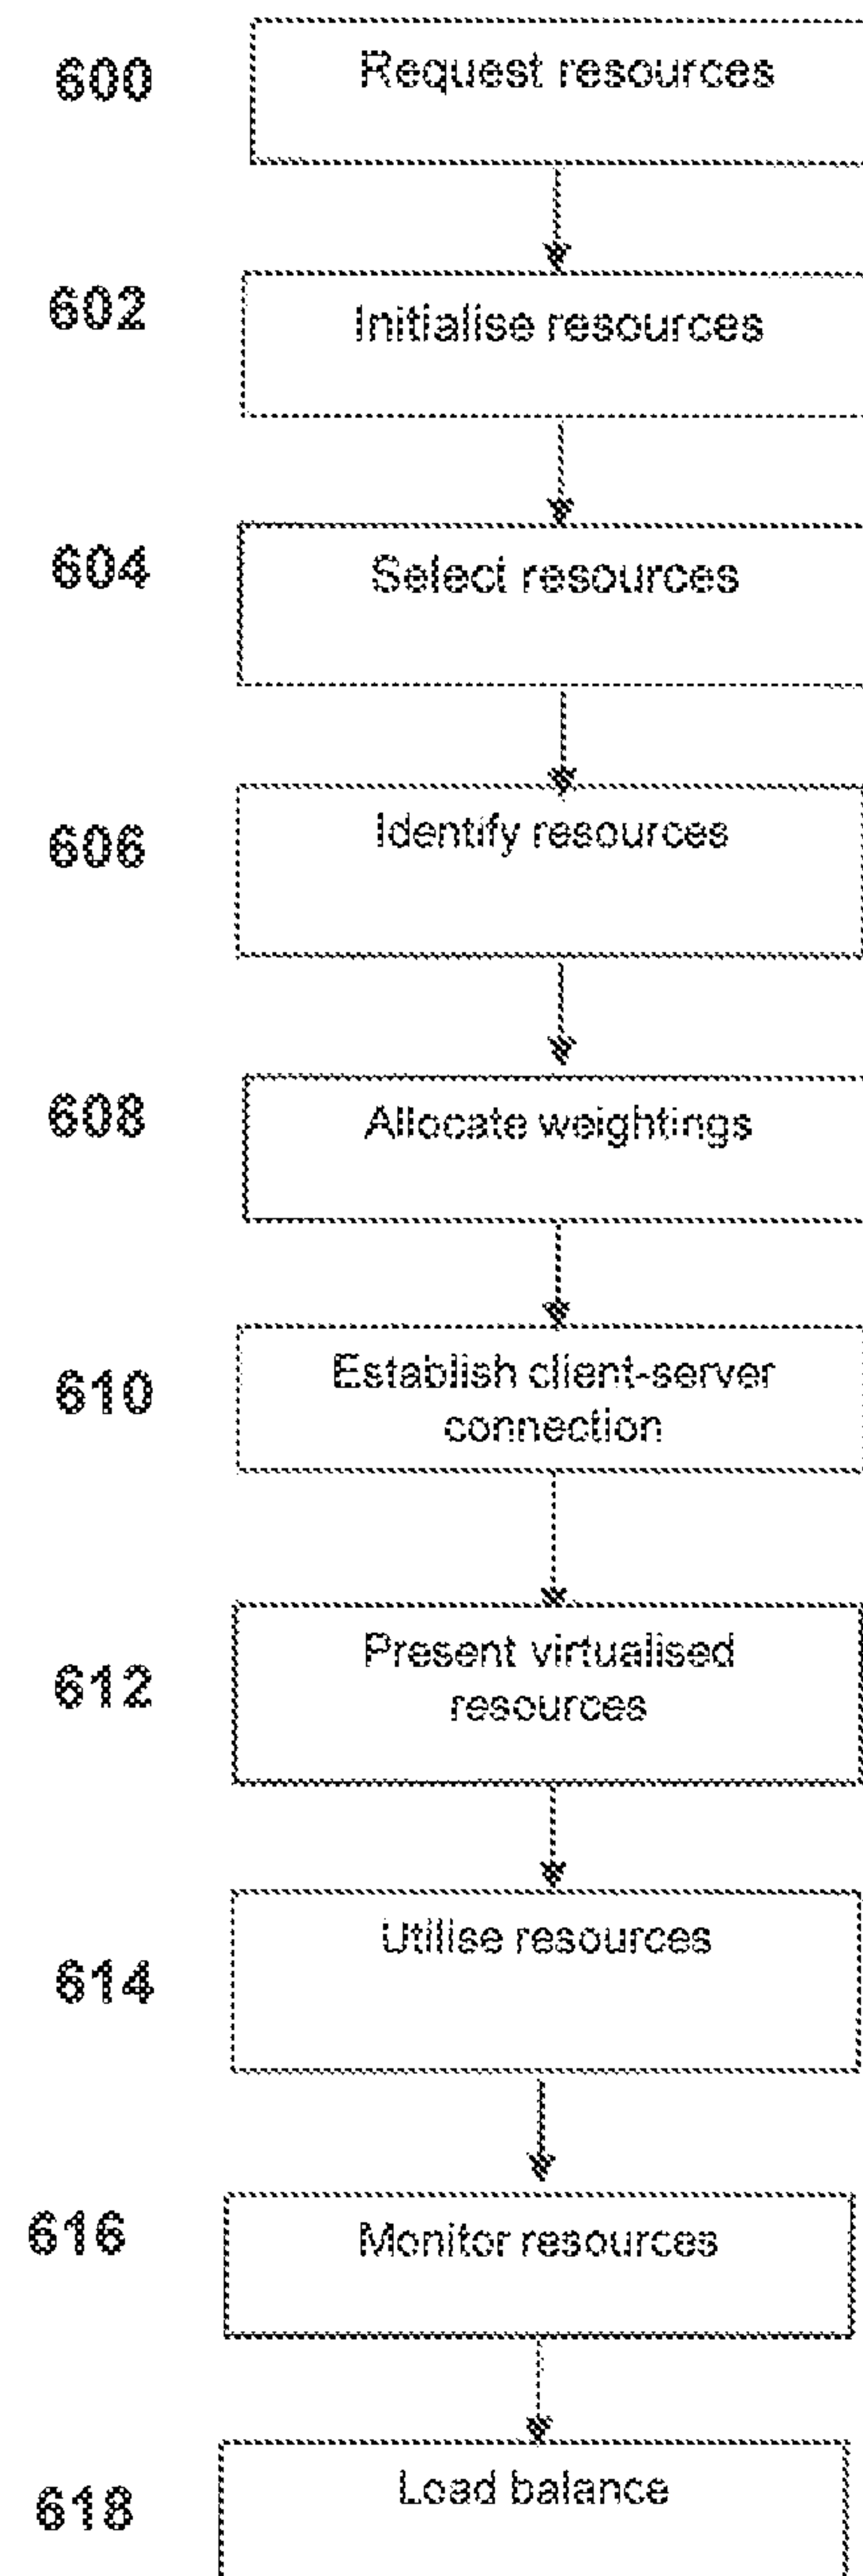 600
Request resources
602
Initialise resources
604
Select resources
606
Identify resources
608
Allocate weightings
610
Establish client-server
connection
612
Present virtualised
resources
614
Utilise resources
616
Monitor resources
618
Load balance